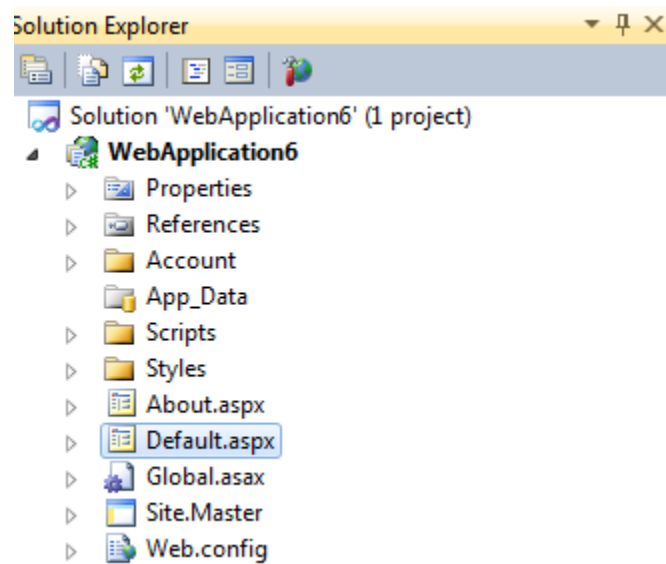 Solution Explorer
Solution 'WebApplication6' (1 project)
WebApplication6
Properties
References
Account
App_Data
Scripts
Styles
About.aspx
Default.aspx
Global.asax
Site.Master
Web.config